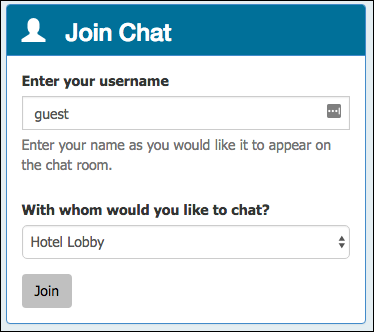 Join Chat
Enter your username
guest
Enter your name as you would like it to appear on
the chat room.
With whom would you like to chat?
Hotel Lobby
Join